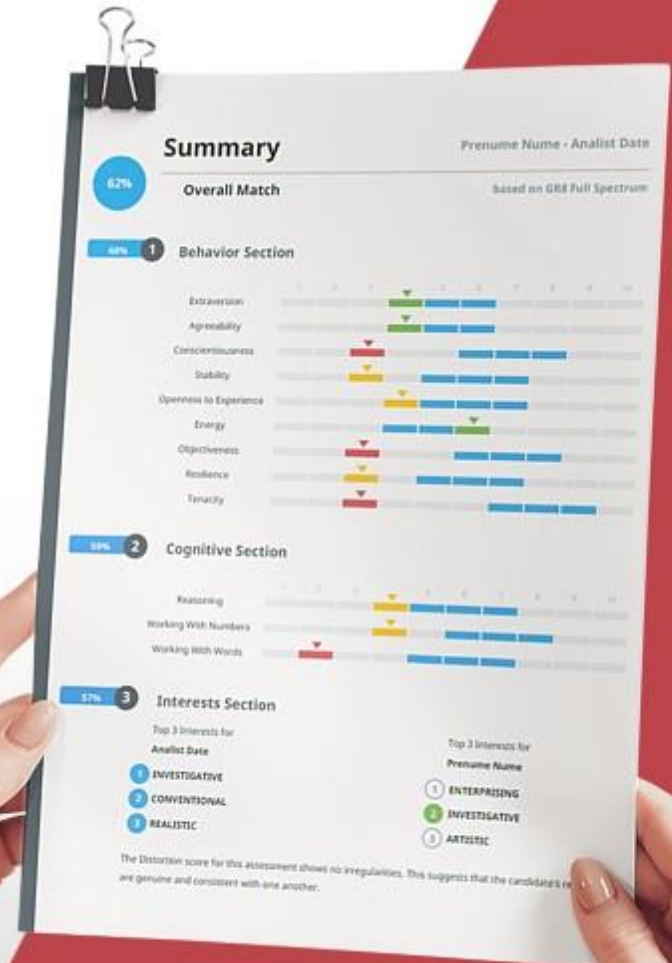 Summary
Prenume Nume - Analist Date
62%
Overall Match
based on GR8 Full Spectrum
68%
1
Behavior Section
Extraversion
Agreeability
Conscientiousness
Stability
Openness to Experience
Energy
Objectiveness
Resilience
Tenacity
2
Cognitive Section
Reasoning
Working With Numbers
Working With Words
57%
3
Interests Section
Top 3 Interests for
Analist Date
1 INVESTIGATIVE
2 CONVENTIONAL
3 REALISTIC
Top 3 Interests for
Prenume Nume
1 ENTERPRISING
2 INVESTIGATIVE
3 ARTISTIC
The Distortion score for this assessment shows no irregularities. This suggests that the candidate's
are genuine and consistent with one another.